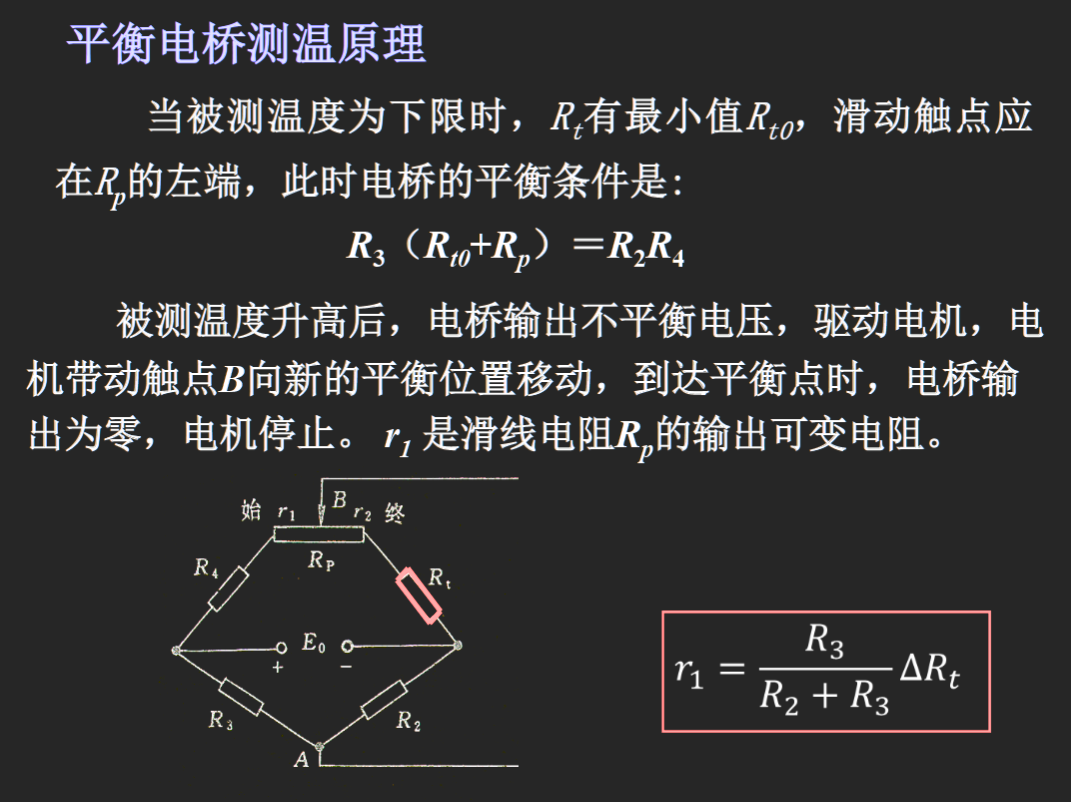 平衡电桥测温原理
当被测温度为下限时，Rt有最小值Rt0，滑动触点应
在Rp的左端，此时电桥的平衡条件是:
R3（Rt0+Rp）＝R2R4
被测温度升高后，电桥输出不平衡电压，驱动电机，电
机带动触点B向新的平衡位置移动，到达平衡点时，电桥输
出为零，电机停止。 r1 是滑线电阻Rp的输出可变电阻。
始 r1 B r2 终
R4 RP Rt
E0
+ −
R3 R2
A
r1 = R3 / (R2 + R3) ΔRt